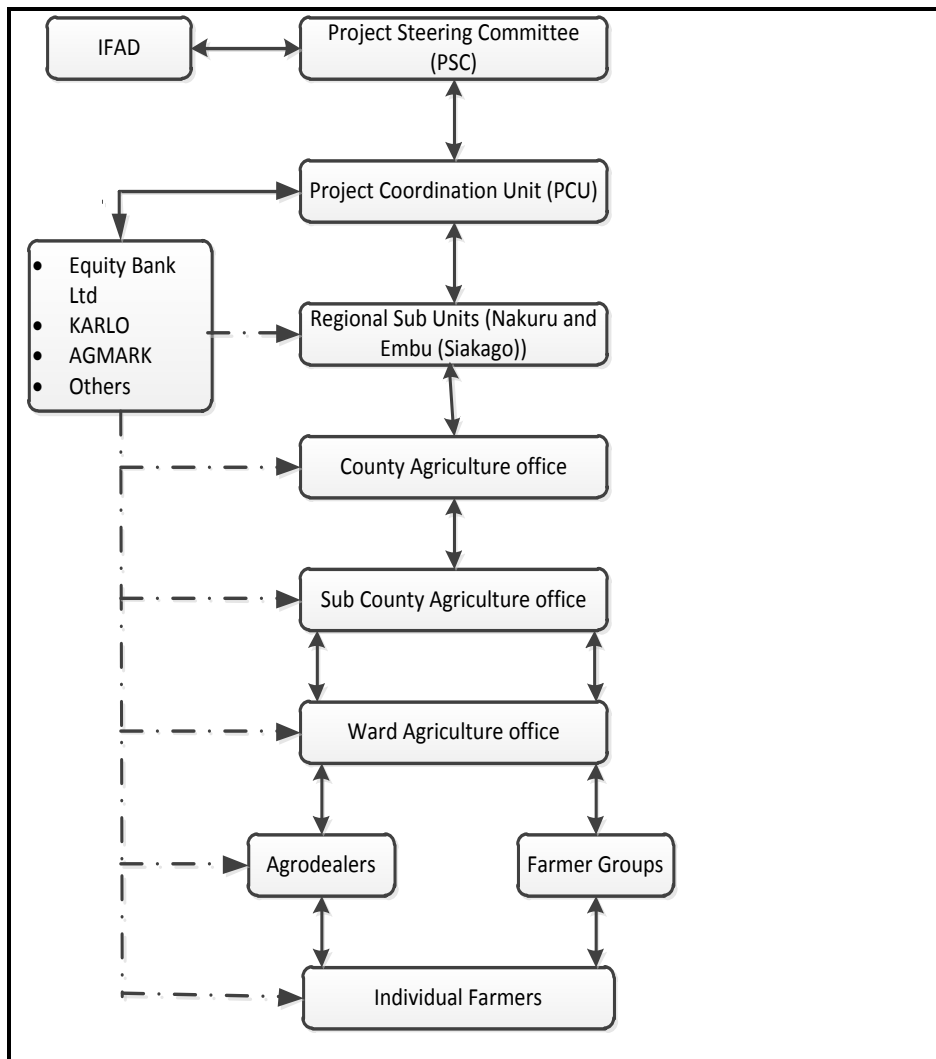 IFAD
Project Steering Committee
(PSC)
Project Coordination Unit (PCU)
• Equity Bank
Ltd
• KARLO
• AGMARK
• Others
Regional Sub Units (Nakuru and
Embu (Siakago))
County Agriculture office
Sub County Agriculture office
Ward Agriculture office
Agrodealers
Farmer Groups
Individual Farmers